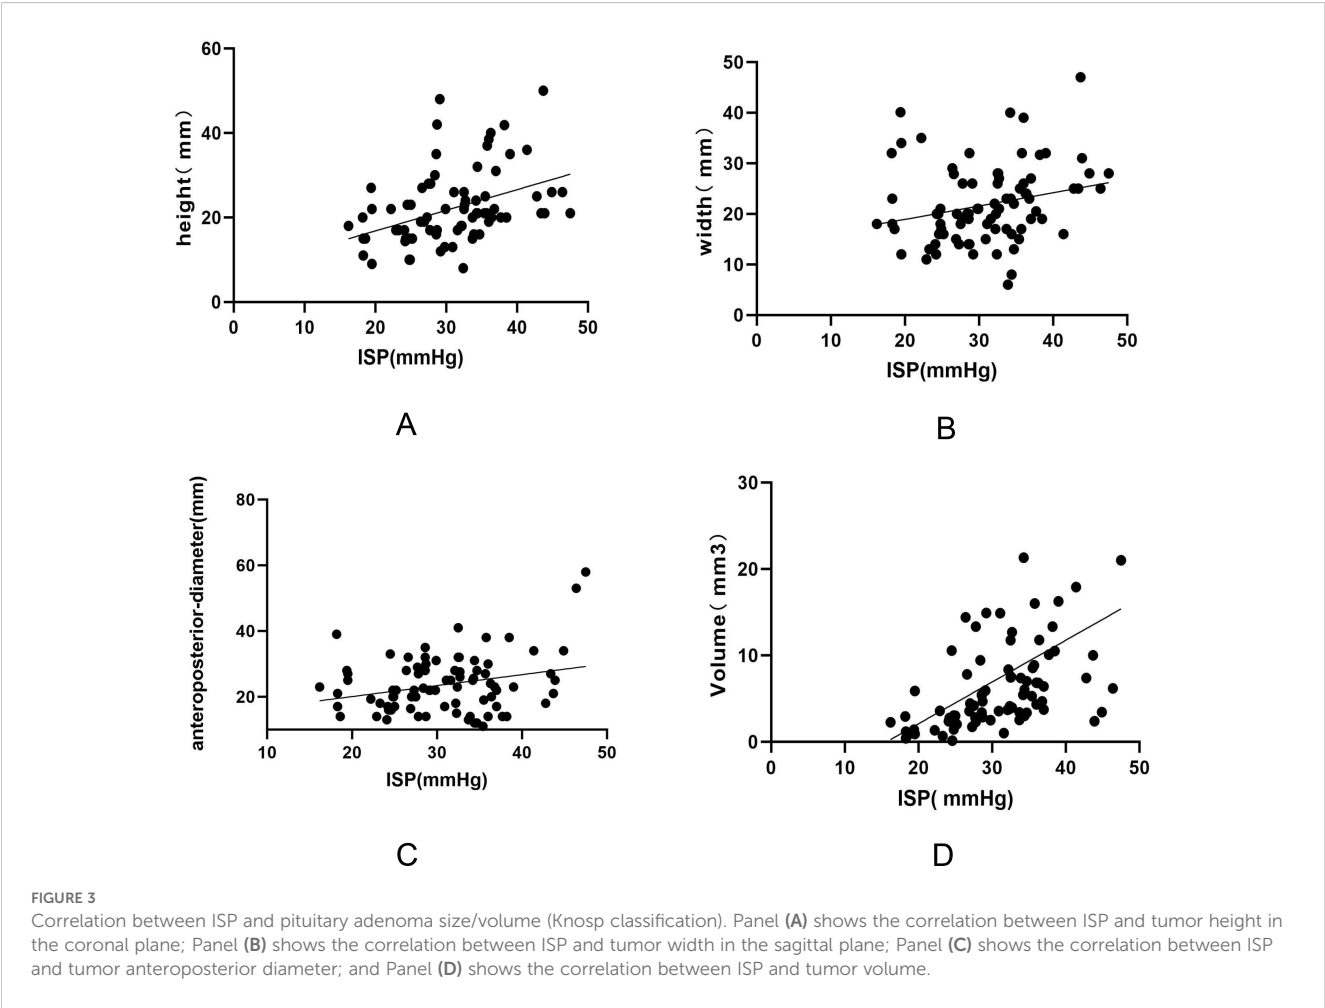 60
40
20
0
height( mm)
0 10 20 30 40 50
ISP(mmHg)
A
50
40
30
20
10
0
width( mm)
0 10 20 30 40 50
ISP(mmHg)
B
80
60
40
20
anteroposterior-diameter(mm)
10 20 30 40 50
ISP(mmHg)
C
30
20
10
0
Volume( mm3)
0 10 20 30 40 50
ISP( mmHg)
D
FIGURE 3
Correlation between ISP and pituitary adenoma size/volume (Knosp classification). Panel (A) shows the correlation between ISP and tumor height in
the coronal plane; Panel (B) shows the correlation between ISP and tumor width in the sagittal plane; Panel (C) shows the correlation between ISP
and tumor anteroposterior diameter; and Panel (D) shows the correlation between ISP and tumor volume.